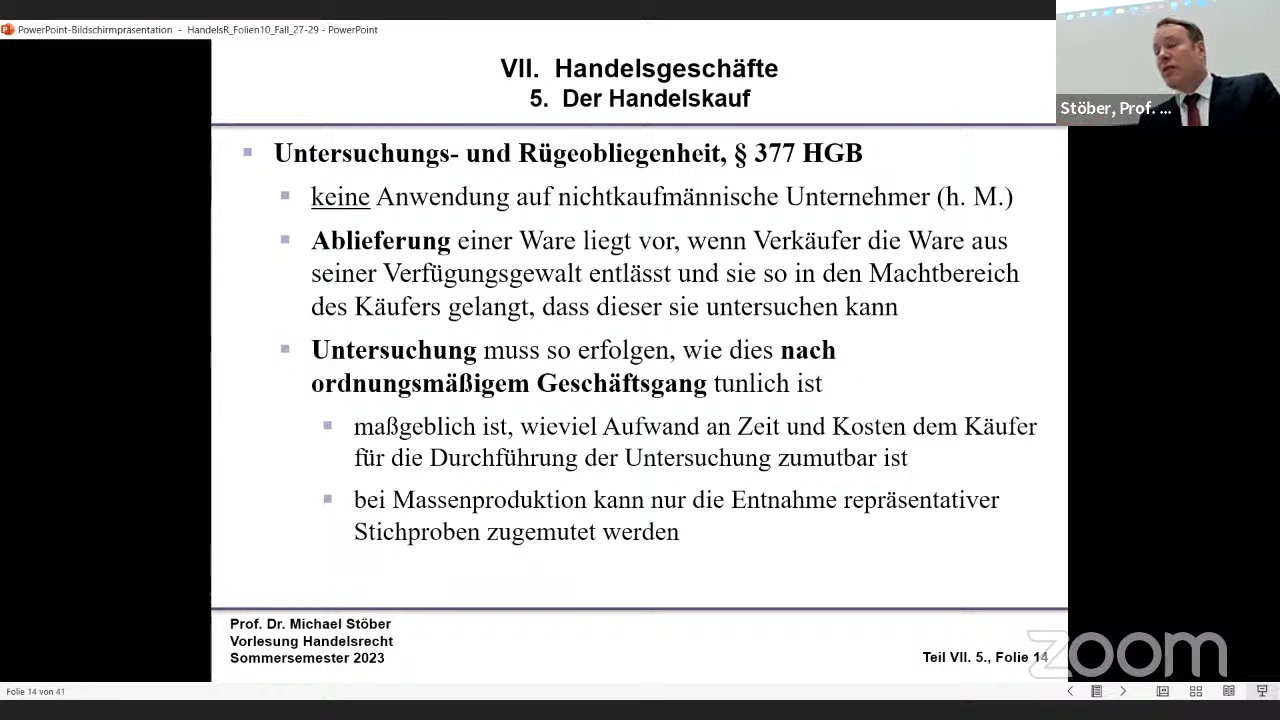 PowerPoint-Bildschirmpräsentation - HandelsR_Folien10_Fall_27-29 - PowerPoint
VII. Handelsgeschäfte
5. Der Handelskauf
Stöber, Prof. ...
Untersuchungs- und Rügeobliegenheit, § 377 HGB
keine Anwendung auf nichtkaufmännische Unternehmer (h. M.)
Ablieferung einer Ware liegt vor, wenn Verkäufer die Ware aus
seiner Verfügungsgewalt entlässt und sie so in den Machtbereich
des Käufers gelangt, dass dieser sie untersuchen kann
Untersuchung muss so erfolgen, wie dies nach
ordnungsmäßigem Geschäftsgang tunlich ist
maßgeblich ist, wieviel Aufwand an Zeit und Kosten dem Käufer
für die Durchführung der Untersuchung zumutbar ist
bei Massenproduktion kann nur die Entnahme repräsentativer
Stichproben zugemutet werden
Prof. Dr. Michael Stöber
Vorlesung Handelsrecht
Sommersemester 2023
Teil VII. 5., Folie 14
zoom
Folie 14 von 41